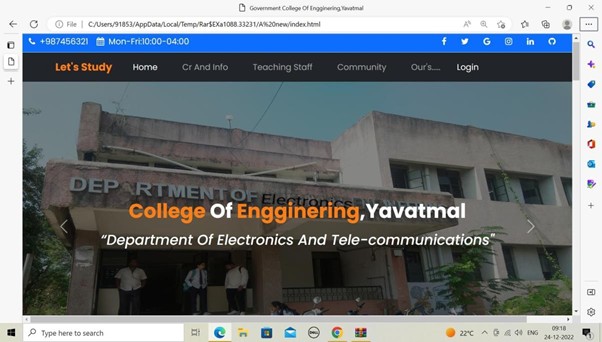 Government College Of Enggineering,Yavatmal
File
C:/Users/91853/AppData/Local/Temp/Rar$EXa1088.33231/A%20new/index.html
+987456321 Mon-Fri:10:00-04:00
Let's Study Home Cr And Info Teaching Staff Community Our's..... Login
DEPARTMENT OF Electronics
College Of Engginering,Yavatmal
“Department Of Electronics And Tele-communications"
Type here to search
22°C ENG 09:18
24-12-2022